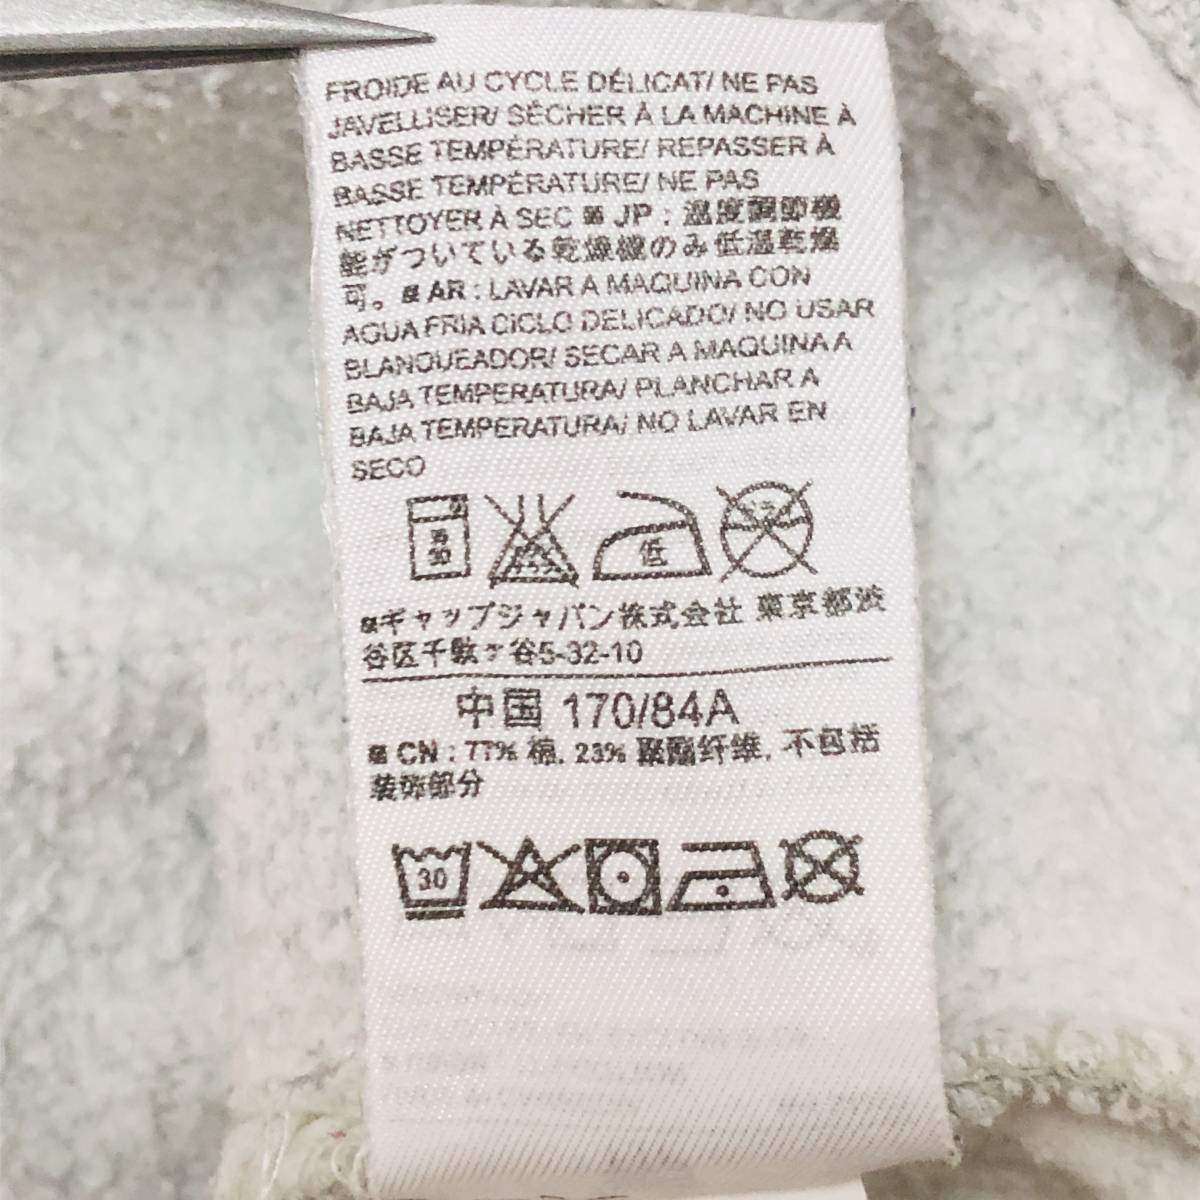 FROIDE AU CYCLE DÉLICAT/ NE PAS
JAVELLISER/ SÉCHER À LA MACHINE À
BASSE TEMPÉRATURE/ REPASSER À
BASSE TEMPÉRATURE/ NE PAS
NETTOYER À SEC ■ JP : 温度調節機
能がついている乾燥機のみ低温乾燥
可。■ AR : LAVAR A MAQUINA CON
AGUA FRIA CICLO DELICADO/ NO USAR
BLANQUEADOR/ SECAR A MAQUINA A
BAJA TEMPERATURA/ PLANCHAR A
BAJA TEMPERATURA/ NO LAVAR EN
SECO
30 低
■ギャップジャパン株式会社 東京都渋
谷区千駄ヶ谷5-32-10
中国 170/84A
■ CN : 77% 棉, 23% 聚酯纤维, 不包括
装饰部分
30